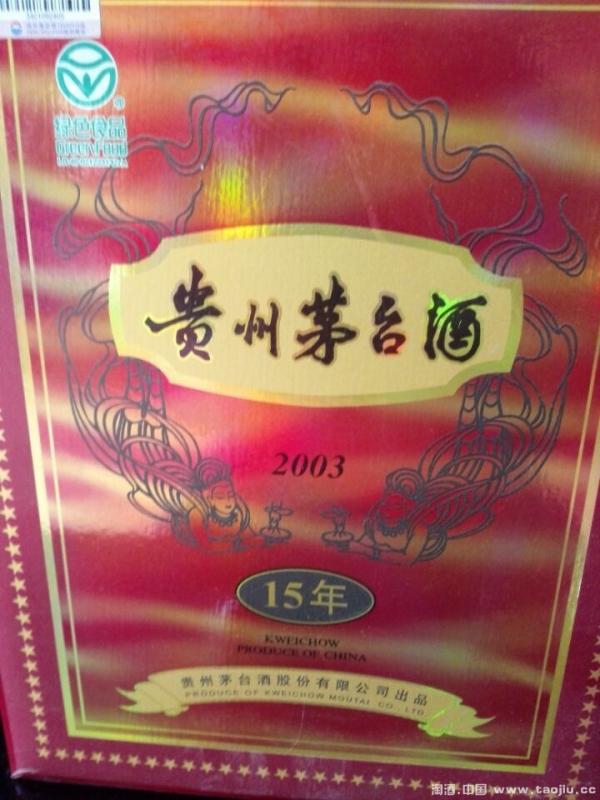 绿色食品
GreenFood
贵州茅台酒
2003
15年
KWEICHOW
PRODUCE OF CHINA
贵州茅台酒股份有限公司出品
PRODUCE OF KWEICHOW MOUTAI CO., LTD
淘酒.中国 www.taojiu.cc